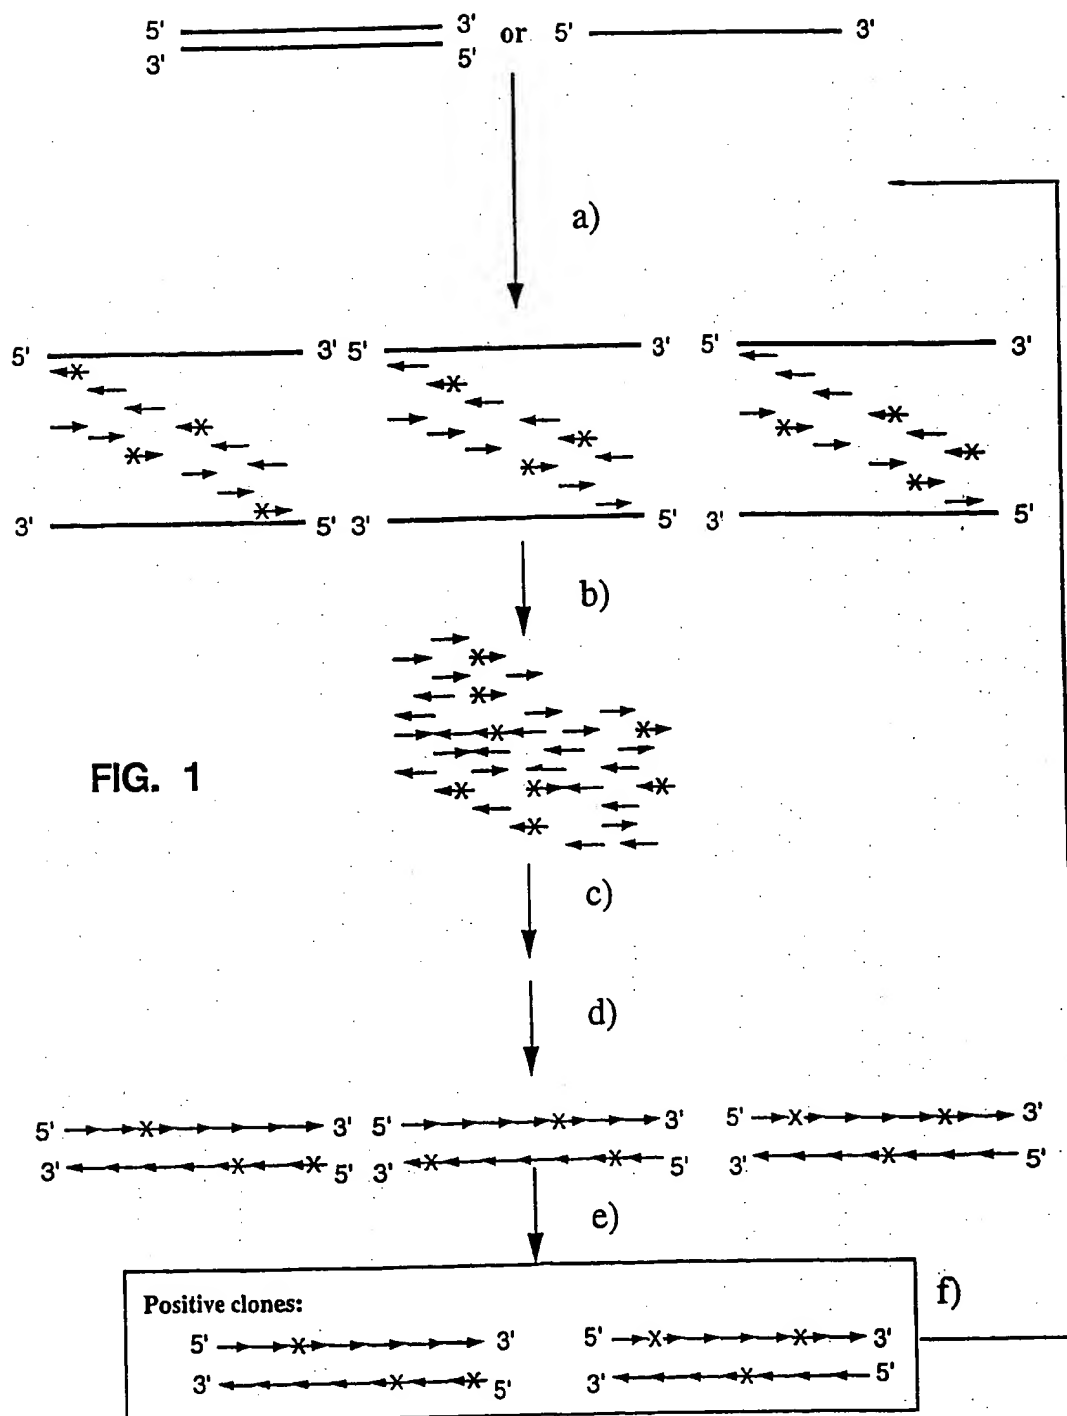 5' 3' or 5' 3'
3' 5'
a)
5' 3' 5' 3' 5' 3'
3' 5' 3' 5' 3' 5'
b)
FIG. 1
c)
d)
5' 3' 5' 3' 5' 3'
3' 5' 3' 5' 3' 5'
e)
f)
Positive clones:
5' 3' 5' 3'
3' 5' 3' 5'